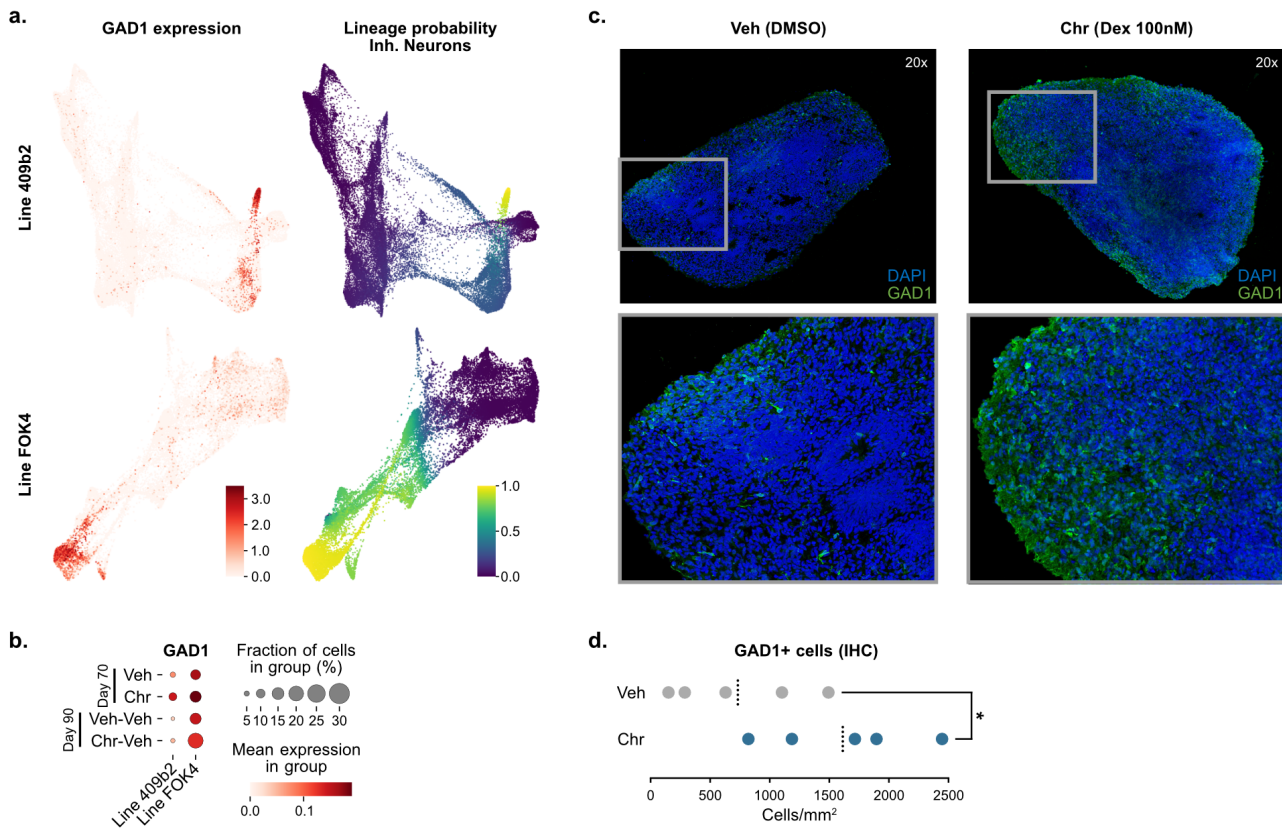 a.
GAD1 expression
Lineage probability
Inh. Neurons
Line 409b2
Line FOK4
3.0
2.0
1.0
0.0
1.0
0.5
0.0
b.
GAD1
Day 70
Veh
Chr
Day 90
Veh-Veh
Chr-Veh
Line 409b2
Line FOK4
Fraction of cells
in group (%)
5 10 15 20 25 30
Mean expression
in group
0.0 0.1
c.
Veh (DMSO)
20x
DAPI
GAD1
Chr (Dex 100nM)
20x
DAPI
GAD1
d.
GAD1+ cells (IHC)
Veh
Chr
*
0 500 1000 1500 2000 2500
Cells/mm²